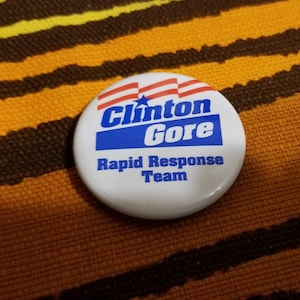 Clinton
Gore
Rapid Response
Team